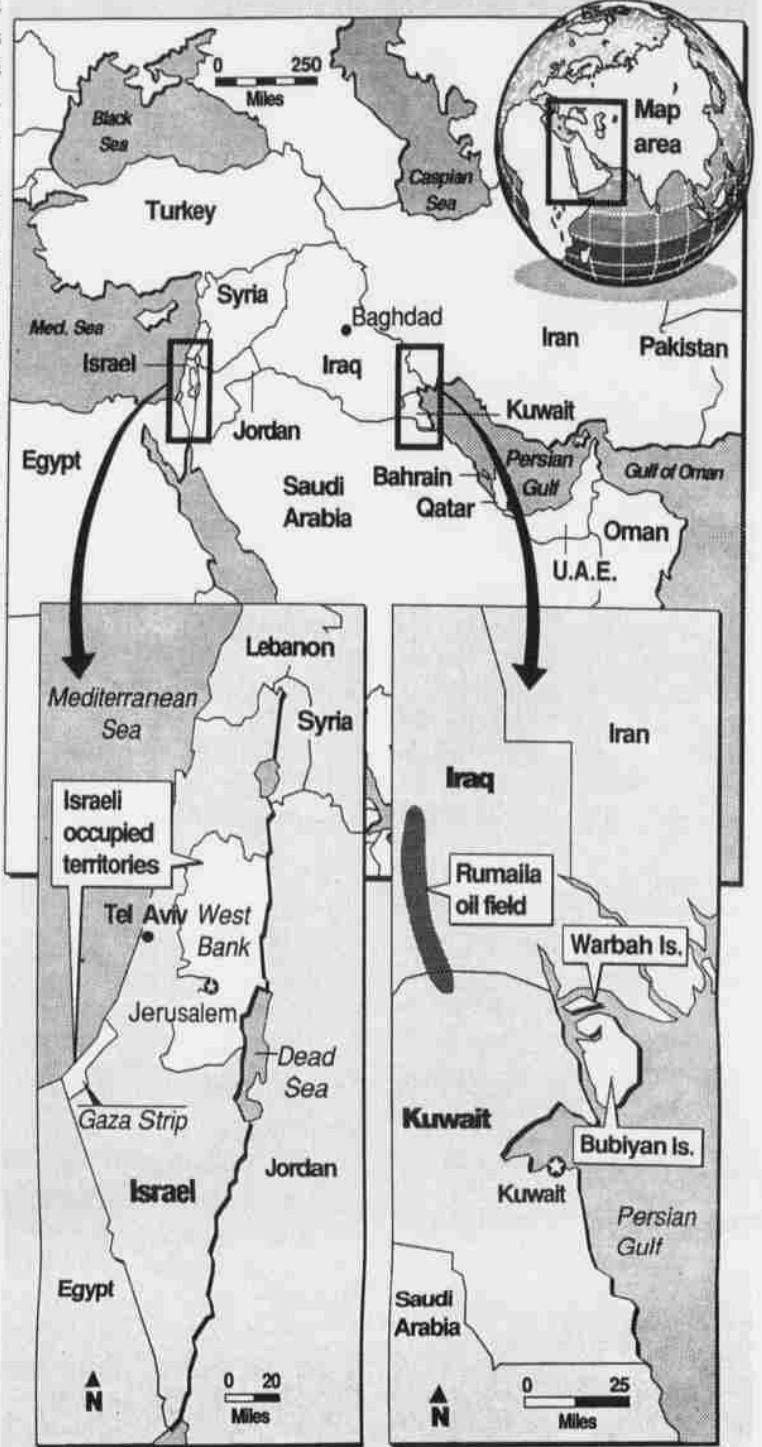 0 250
Miles
Map
area
Black
Sea
Caspian
Sea
Turkey
Syria
Med. Sea
Baghdad
Israel
Iraq
Iran
Pakistan
Jordan
Kuwait
Egypt
Saudi
Arabia
Bahrain
Qatar
Persian
Gulf
Gulf of Oman
Oman
U.A.E.
Lebanon
Mediterranean
Sea
Syria
Israeli
occupied
territories
Tel Aviv
West
Bank
Jerusalem
Dead
Sea
Gaza Strip
Israel
Jordan
Egypt
N
0 20
Miles
Iran
Iraq
Rumaila
oil field
Warbah Is.
Kuwait
Bubiyan Is.
Kuwait
Persian
Gulf
Saudi
Arabia
N
0 25
Miles